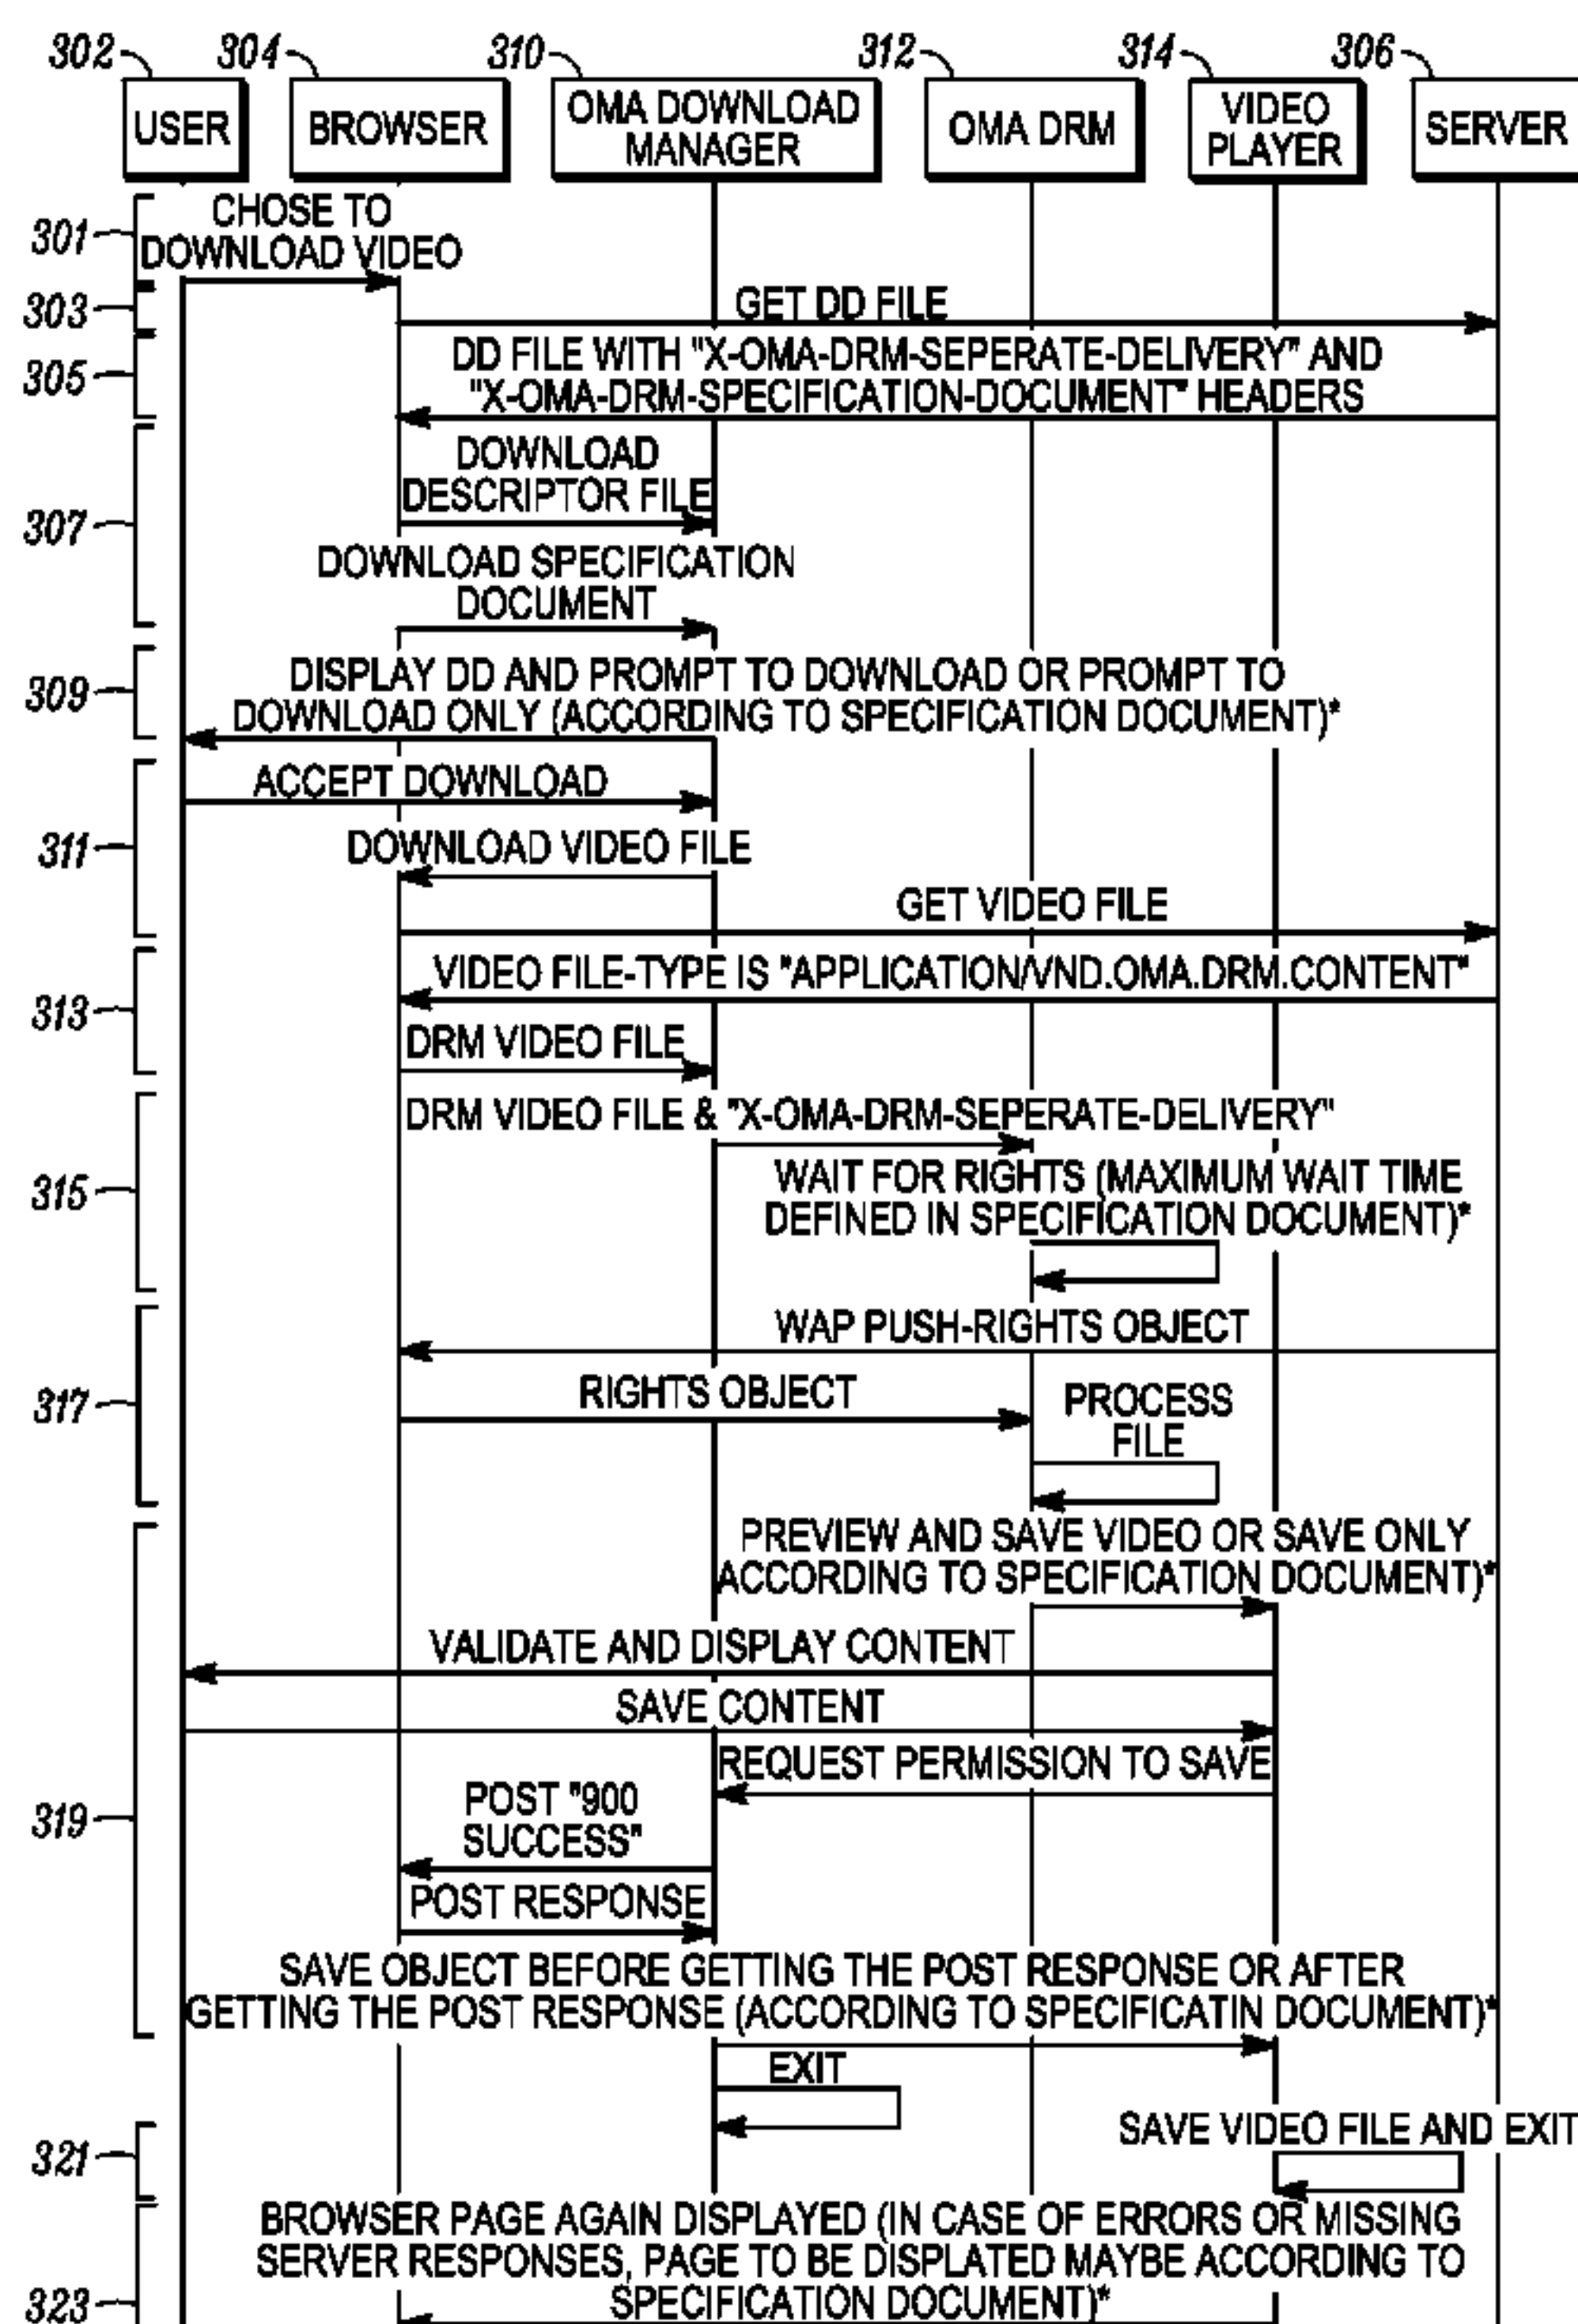 302 304 310 312 314 306
USER
BROWSER
OMA DOWNLOAD
MANAGER
OMA DRM
VIDEO
PLAYER
SERVER
301
CHOSE TO
DOWNLOAD VIDEO
303
GET DD FILE
305
DD FILE WITH "X-OMA-DRM-SEPERATE-DELIVERY" AND
"X-OMA-DRM-SPECIFICATION-DOCUMENT" HEADERS
307
DOWNLOAD
DESCRIPTOR FILE
DOWNLOAD SPECIFICATION
DOCUMENT
309
DISPLAY DD AND PROMPT TO DOWNLOAD OR PROMPT TO
DOWNLOAD ONLY (ACCORDING TO SPECIFICATION DOCUMENT)*
311
ACCEPT DOWNLOAD
DOWNLOAD VIDEO FILE
GET VIDEO FILE
313
VIDEO FILE-TYPE IS "APPLICATION/VND.OMA.DRM.CONTENT"
DRM VIDEO FILE
315
DRM VIDEO FILE & "X-OMA-DRM-SEPERATE-DELIVERY"
WAIT FOR RIGHTS (MAXIMUM WAIT TIME
DEFINED IN SPECIFICATION DOCUMENT)*
317
WAP PUSH-RIGHTS OBJECT
RIGHTS OBJECT
PROCESS
FILE
319
PREVIEW AND SAVE VIDEO OR SAVE ONLY
ACCORDING TO SPECIFICATION DOCUMENT)*
VALIDATE AND DISPLAY CONTENT
SAVE CONTENT
REQUEST PERMISSION TO SAVE
POST "900
SUCCESS"
POST RESPONSE
SAVE OBJECT BEFORE GETTING THE POST RESPONSE OR AFTER
GETTING THE POST RESPONSE (ACCORDING TO SPECIFICATIN DOCUMENT)*
EXIT
321
SAVE VIDEO FILE AND EXIT
323
BROWSER PAGE AGAIN DISPLAYED (IN CASE OF ERRORS OR MISSING
SERVER RESPONSES, PAGE TO BE DISPLATED MAYBE ACCORDING TO
SPECIFICATION DOCUMENT)*